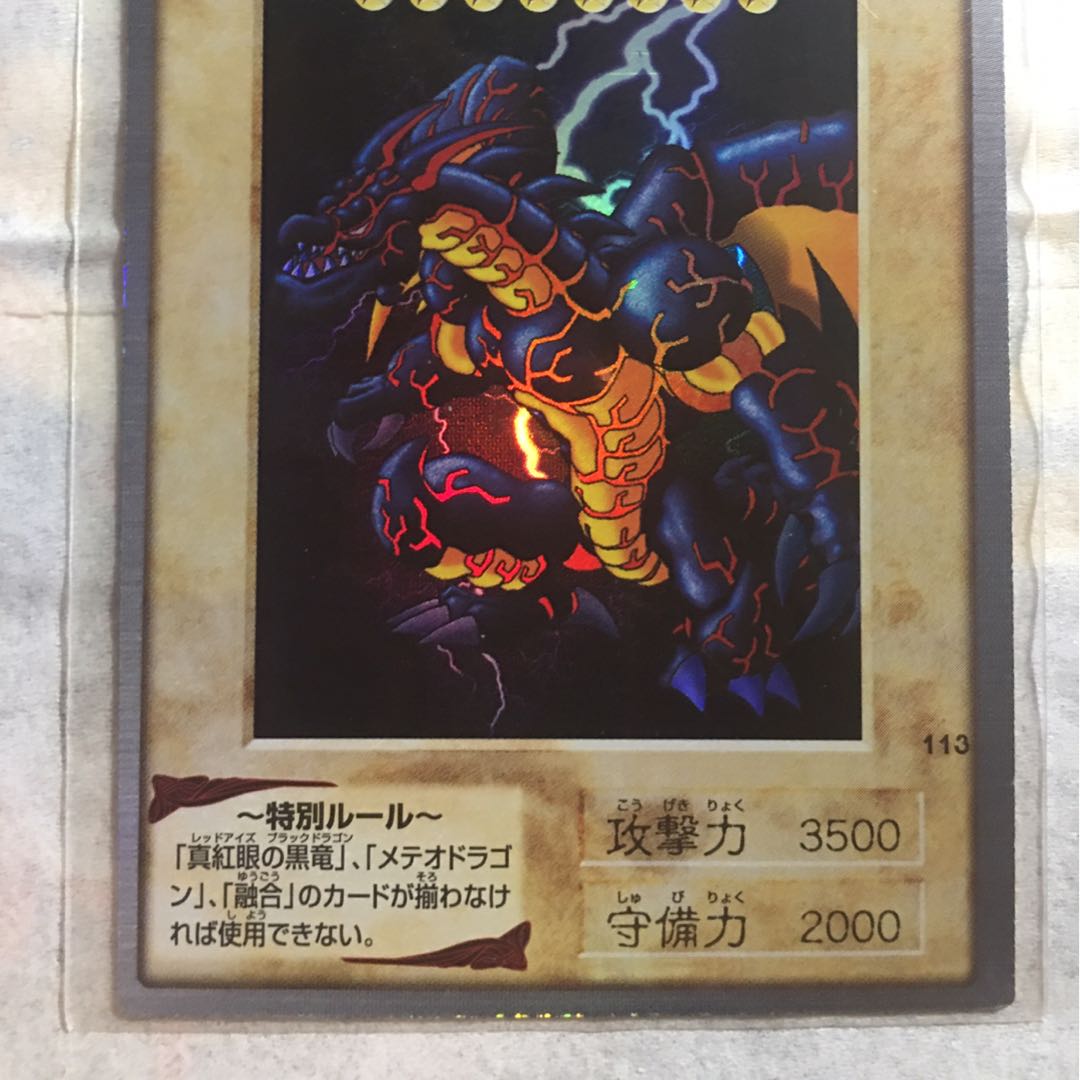 113
～特別ルール～
レッドアイズ ブラックドラゴン
「真紅眼の黒竜」、「メテオドラゴ
ゆうごう そろ
ン」、「融合」のカードが揃わなけ
しよう
れば使用できない。
こう げき りょく
攻撃力 3500
しゅ び りょく
守備力 2000